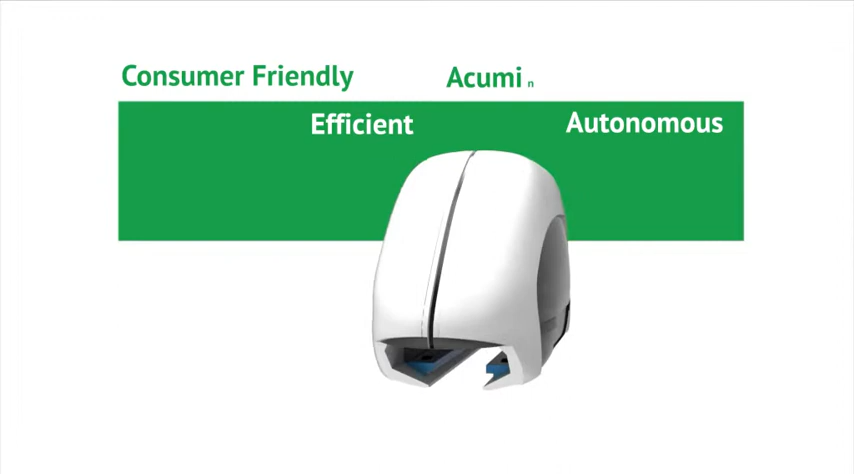 Consumer Friendly
Acumi n
Efficient
Autonomous